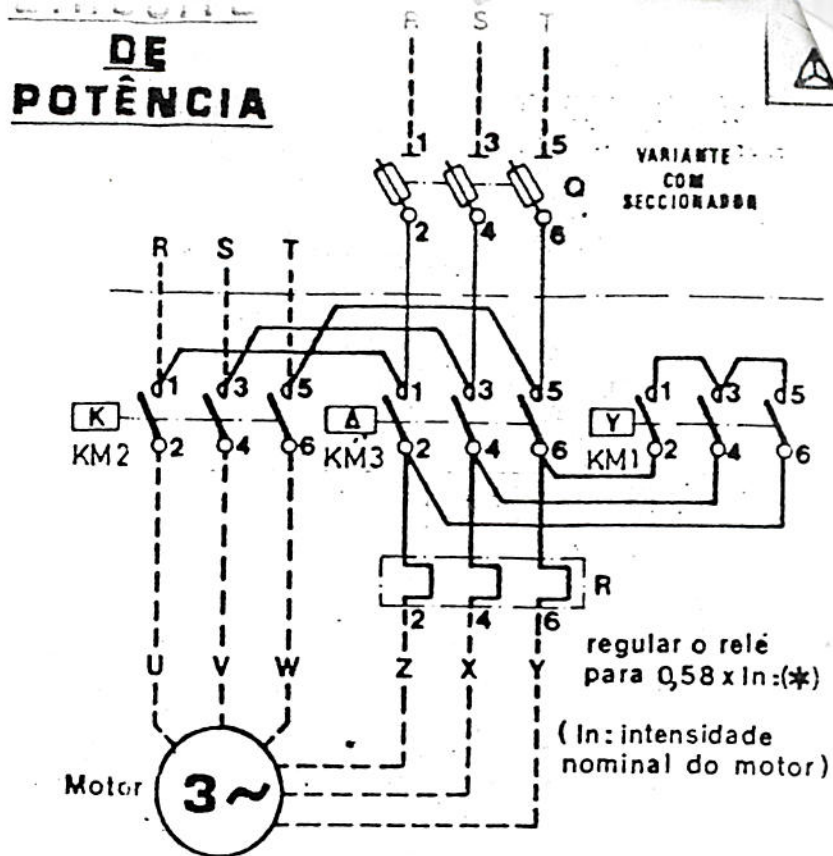 DE
POTÊNCIA
R S T
1 3 5
Q
2 4 6
VARIANTE
COM
SECCIONADOR
R S T
1 3 5
K
KM2
2 4 6
1 3 5
Δ
KM3
2 4 6
1 3 5
Y
KM1
2 4 6
R
2 4 6
U V W
Z X Y
regular o relé
para 0,58 x In:(*)
(In: intensidade
nominal do motor)
Motor
3~